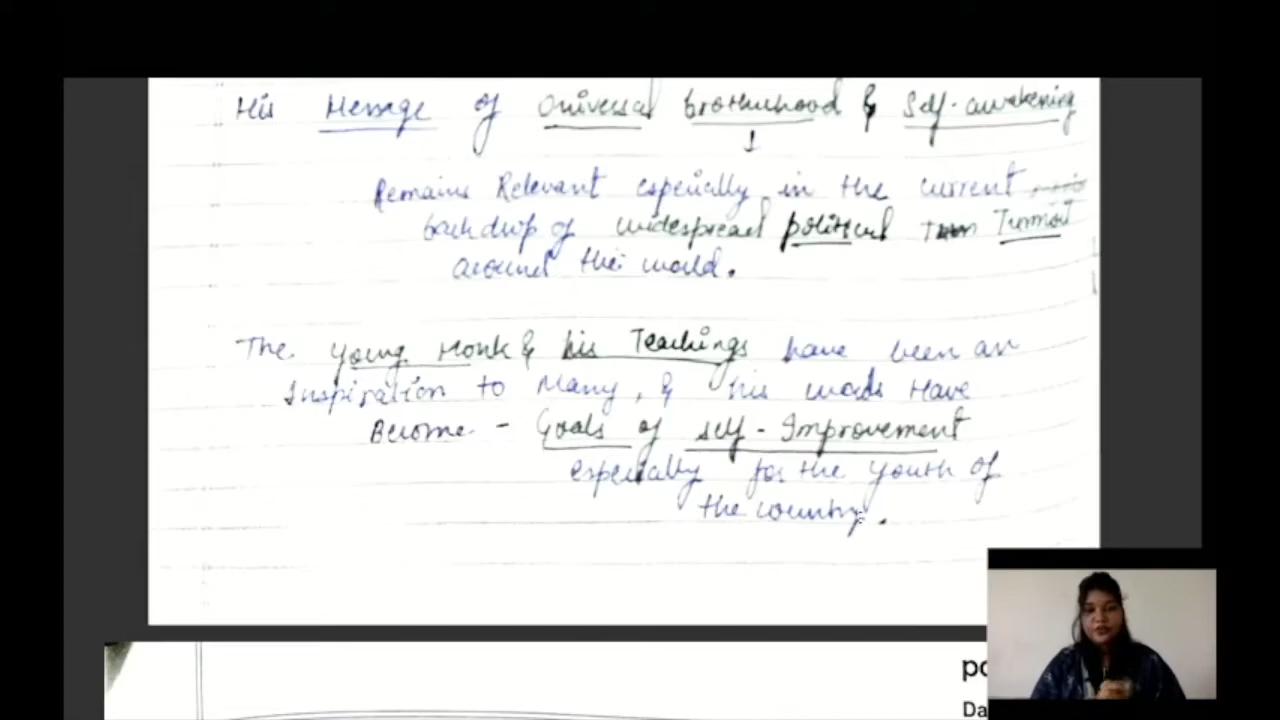 His Message of Universal brotherhood & Self-awakening
Remains Relevant especially in the current
backdrop of widespread political Turmoil
around the world.
The Young Monk & his Teachings have been an
Inspiration to Many, & his words Have
Become - Goals of self-Improvement
especially for the youth of
the country.
po
Da